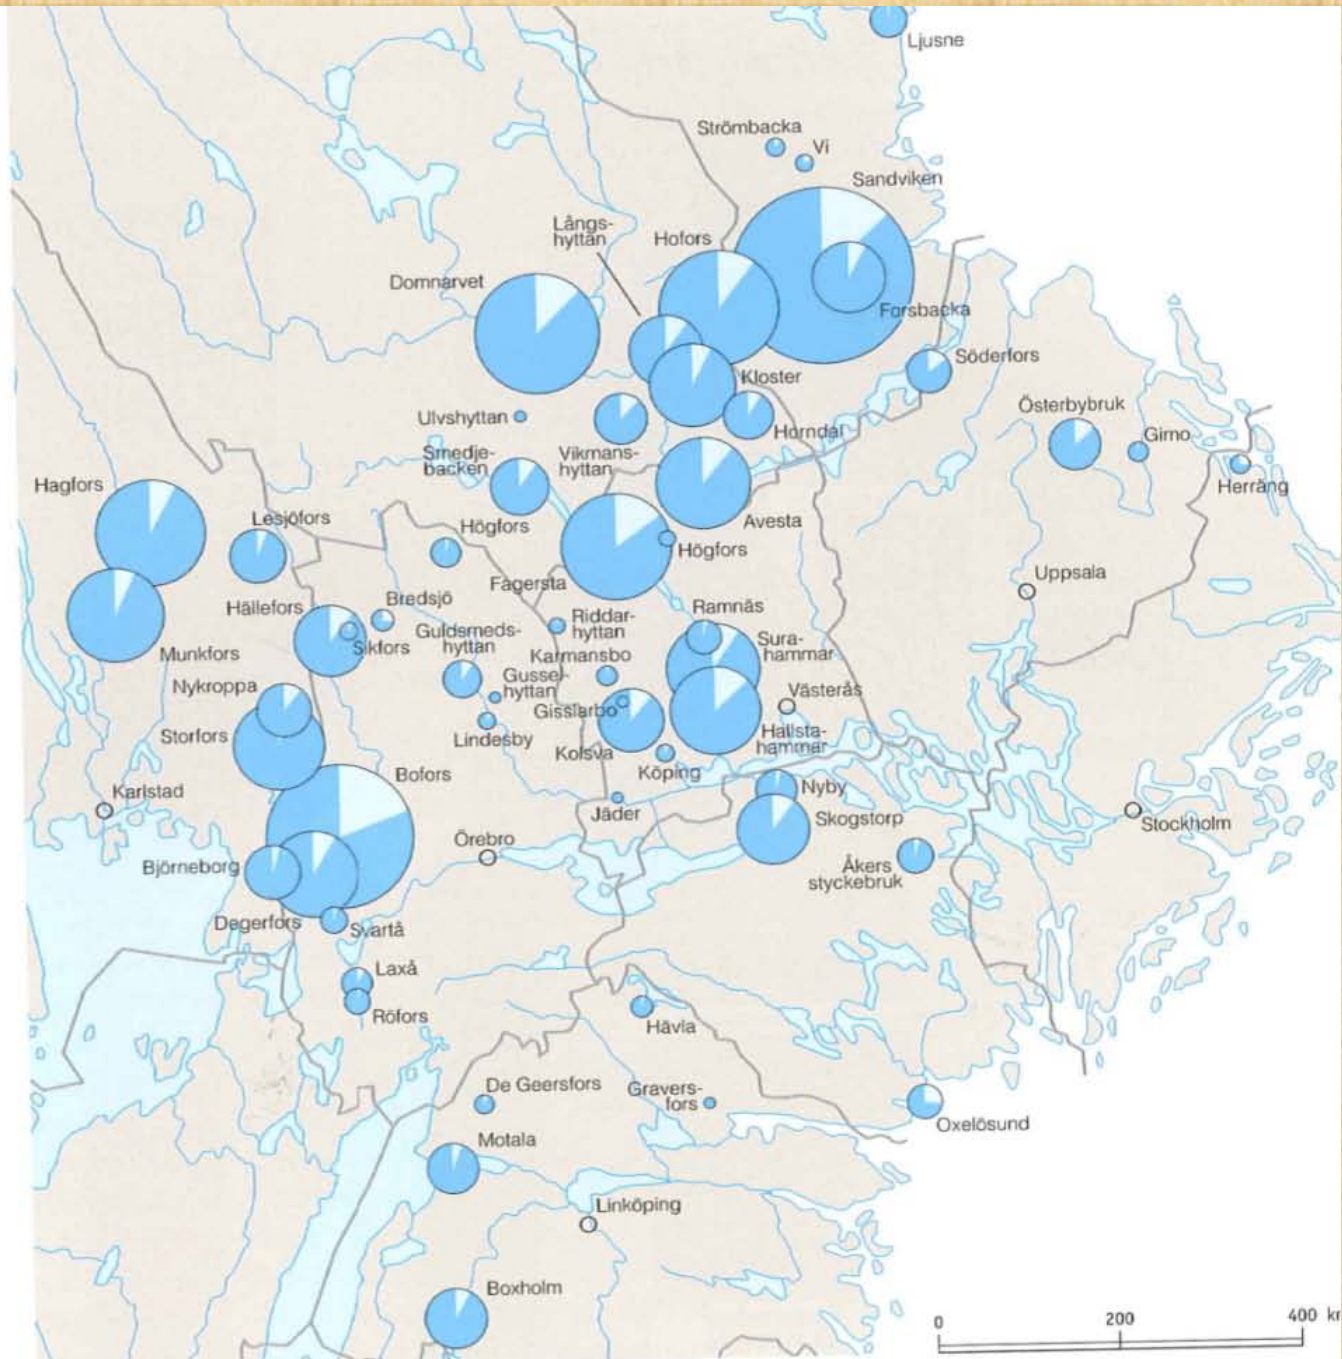 Ljusne
Strömbacka
Vi
Sandviken
Långs-
hyttan
Hofors
Domnarvet
Forsbacka
Söderfors
Kloster
Österbybruk
Ulvshyttan
Horndal
Gimo
Smedje-
backen
Vikmans-
hyttan
Herräng
Hagfors
Lesjöfors
Högfors
Avesta
Högfors
Fagersta
Uppsala
Hällefors
Bredsjö
Riddar-
hyttan
Ramnäs
Sikfors
Guldsmeds-
hyttan
Karmansbo
Sura-
hammar
Munkfors
Nykroppa
Gussel-
hyttan
Västerås
Gisslarbo
Storfors
Lindesby
Kolsva
Hallsta-
hammar
Köping
Bofors
Karlstad
Jäder
Nyby
Skogstorp
Stockholm
Örebro
Björneborg
Åkers
styckebruk
Degerfors
Svartå
Laxå
Röfors
Hävla
De Geersfors
Gravers-
fors
Oxelösund
Motala
Linköping
Boxholm
0 200 400